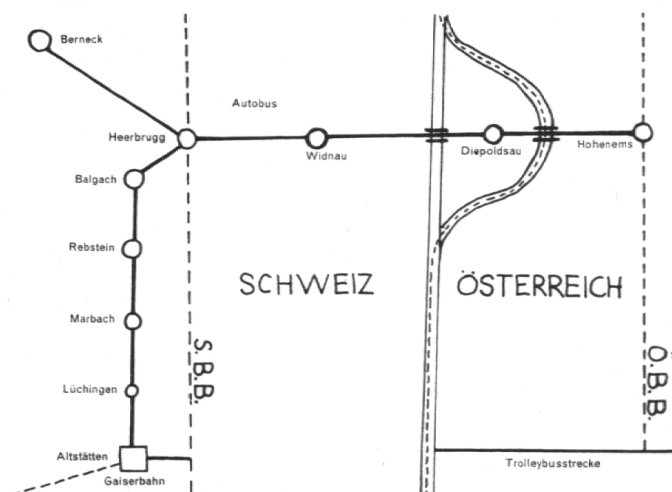 Berneck
Autobus
Heerbrugg
Widnau
Diepoldsau
Hohenems
Balgach
Rebstein
SCHWEIZ
ÖSTERREICH
Marbach
S.B.B.
Ö.B.B.
Lüchingen
Altstätten
Gaiserbahn
Trolleybusstrecke